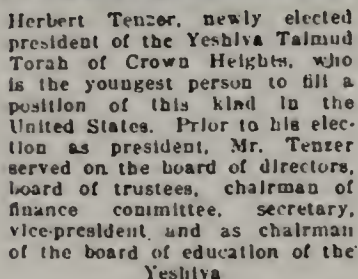 Herbert Tenzer, newly elected
president of the Yeshiva Talmud
Torah of Crown Heights, who
is the youngest person to fill a
position of this kind in the
United States. Prior to his elec-
tion as president, Mr. Tenzer
served on the board of directors,
board of trustees, chairman of
finance committee, secretary,
vice-president and as chairman
of the board of education of the
Yeshiva